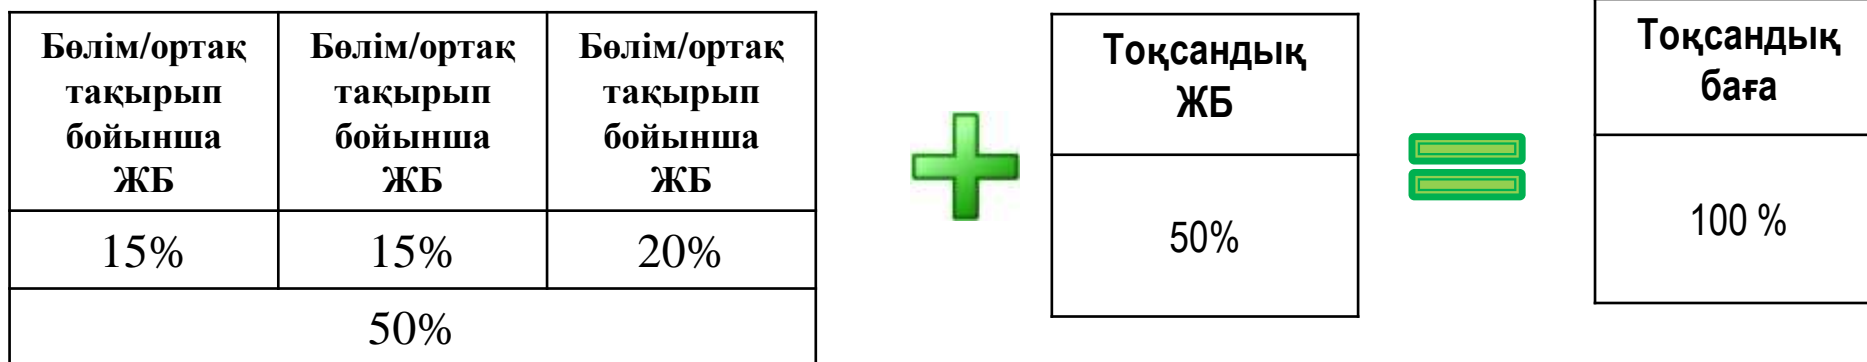 Бөлім/ортақ
тақырып
бойынша
ЖБ
Бөлім/ортақ
тақырып
бойынша
ЖБ
Бөлім/ортақ
тақырып
бойынша
ЖБ
15%
15%
20%
50%
Тоқсандық
ЖБ
50%
Тоқсандық
баға
100 %